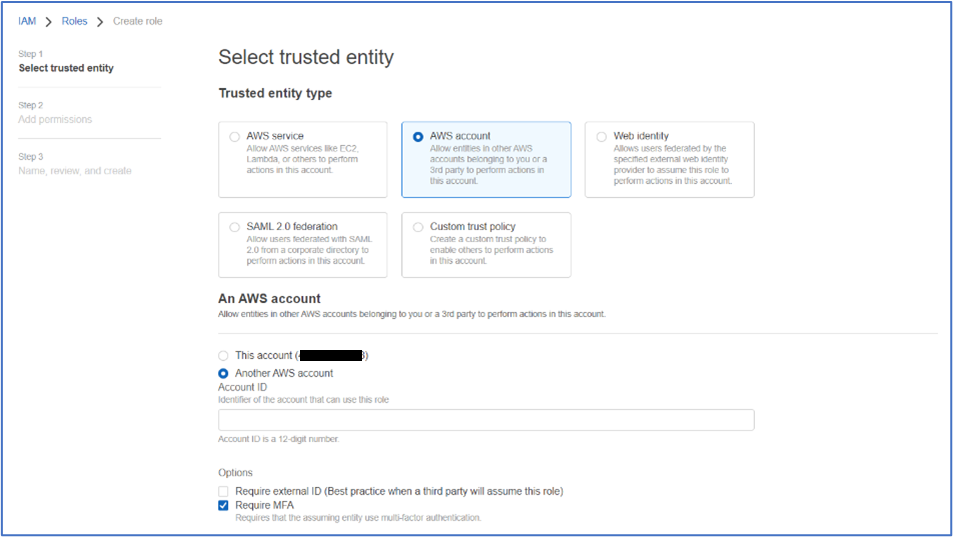 IAM > Roles > Create role
Step 1
Select trusted entity
Step 2
Add permissions
Step 3
Name, review, and create
Select trusted entity
Trusted entity type
AWS service
Allow AWS services like EC2,
Lambda, or others to perform
actions in this account.
AWS account
Allow entities in other AWS
accounts belonging to you or a
3rd party to perform actions in
this account.
Web identity
Allows users federated by the
specified external web identity
provider to assume this role to
perform actions in this account.
SAML 2.0 federation
Allow users federated with SAML
2.0 from a corporate directory to
perform actions in this account.
Custom trust policy
Create a custom trust policy to
enable others to perform actions
in this account.
An AWS account
Allow entities in other AWS accounts belonging to you or a 3rd party to perform actions in this account.
This account (
Another AWS account
Account ID
Identifier of the account that can use this role
Account ID is a 12-digit number.
Options
Require external ID (Best practice when a third party will assume this role)
Require MFA
Requires that the assuming entity use multi-factor authentication.